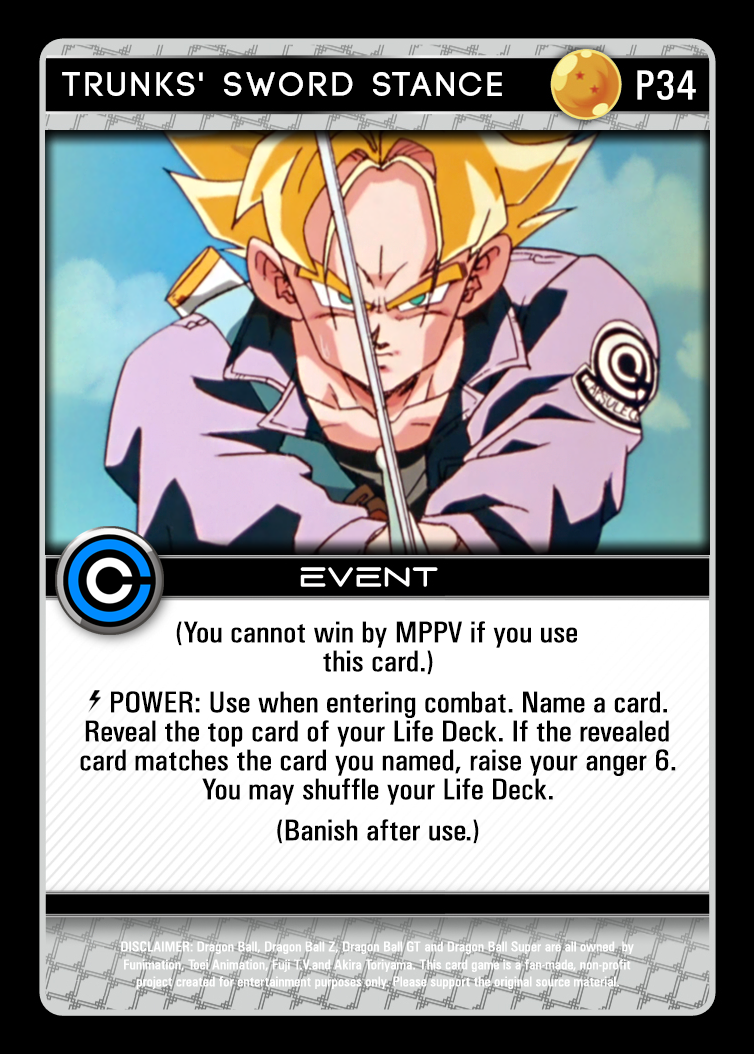 TRUNKS' SWORD STANCE P34
CAPSULE C
EVENT
(You cannot win by MPPV if you use
this card.)
POWER: Use when entering combat. Name a card.
Reveal the top card of your Life Deck. If the revealed
card matches the card you named, raise your anger 6.
You may shuffle your Life Deck.
(Banish after use.)
DISCLAIMER: Dragon Ball, Dragon Ball Z, Dragon Ball GT and Dragon Ball Super are all owned by
Funimation, Toei Animation, Fuji T.V.and Akira Toriyama. This card game is a fan-made, non-profit
project created for entertainment purposes only. Please support the original source material.